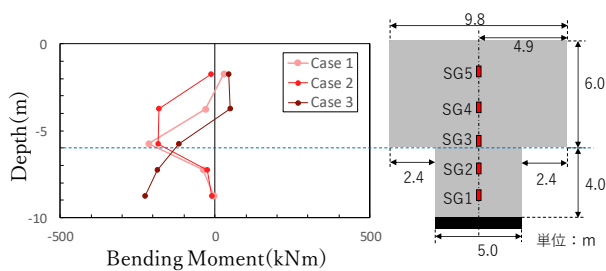 0
-5
-10
Depth(m)
-500
0
500
Bending Moment(kNm)
Case 1
Case 2
Case 3
9.8
4.9
6.0
SG5
SG4
SG3
SG2
SG1
2.4
2.4
4.0
5.0
単位：m